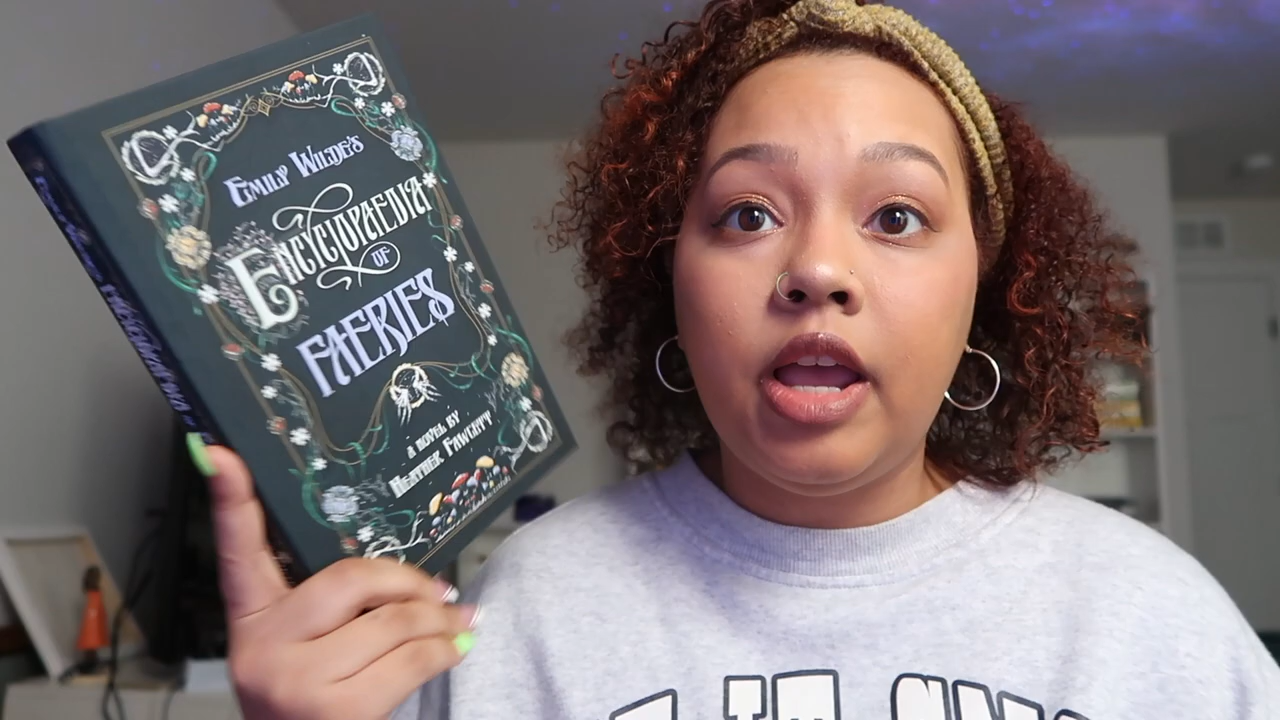 EMILY WILDE'S
ENCYCLOPAEDIA
OF
FAERIES
A NOVEL BY
HEATHER FAWCETT